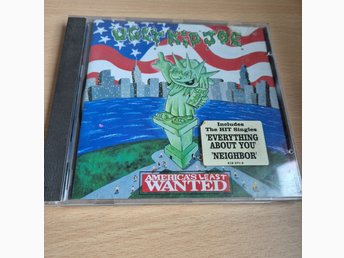 UGLY KID JOE
Includes
The HIT Singles
'EVERYTHING
ABOUT YOU'
'NEIGHBOR'
AMERICA'S LEAST
WANTED